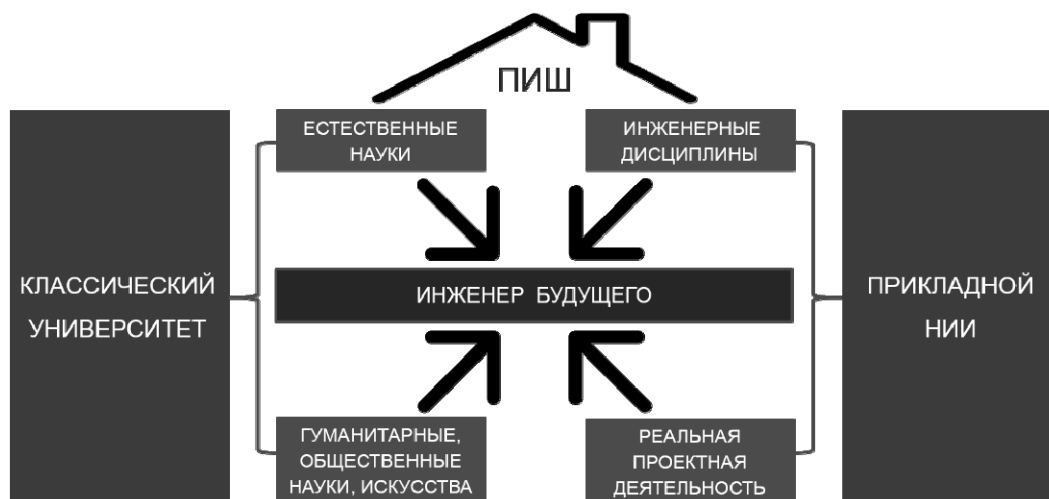 ПИШ
ЕСТЕСТВЕННЫЕ
НАУКИ
ИНЖЕНЕРНЫЕ
ДИСЦИПЛИНЫ
КЛАССИЧЕСКИЙ
УНИВЕРСИТЕТ
ИНЖЕНЕР БУДУЩЕГО
ПРИКЛАДНОЙ
НИИ
ГУМАНИТАРНЫЕ,
ОБЩЕСТВЕННЫЕ
НАУКИ, ИСКУССТВА
РЕАЛЬНАЯ
ПРОЕКТНАЯ
ДЕЯТЕЛЬНОСТЬ